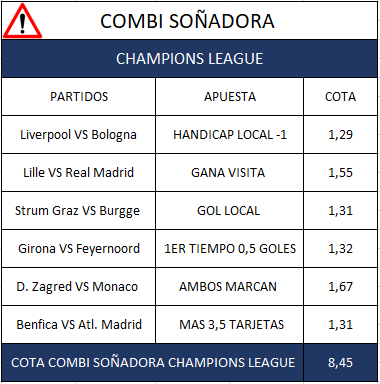 COMBI SOÑADORA
CHAMPIONS LEAGUE
PARTIDOS APUESTA COTA
Liverpool VS Bologna HANDICAP LOCAL -1 1,29
Lille VS Real Madrid GANA VISITA 1,55
Strum Graz VS Burgge GOL LOCAL 1,31
Girona VS Feyernoord 1ER TIEMPO 0,5 GOLES 1,32
D. Zagred VS Monaco AMBOS MARCAN 1,67
Benfica VS Atl. Madrid MAS 3,5 TARJETAS 1,31
COTA COMBI SOÑADORA CHAMPIONS LEAGUE 8,45